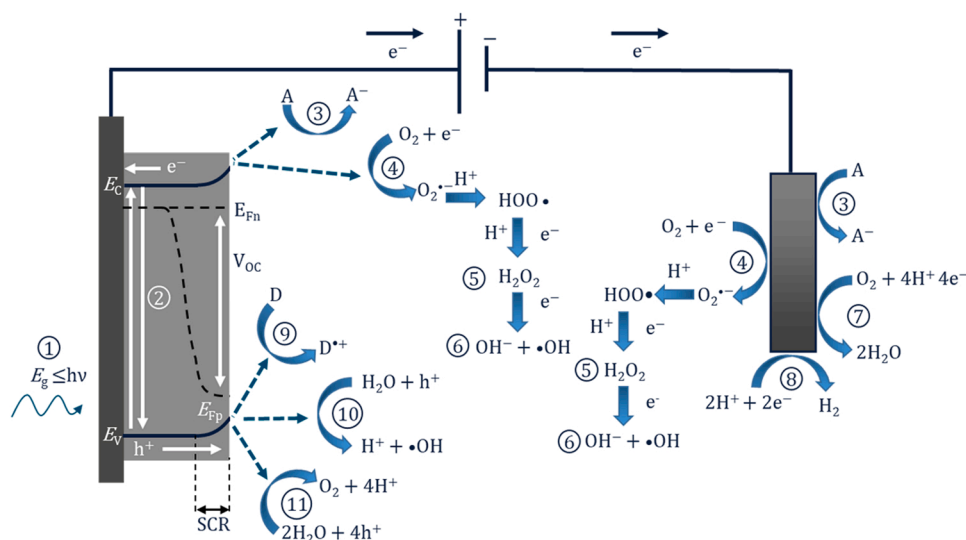 +
−
e⁻
e⁻
A
A⁻
③
O₂ + e⁻
④
O₂•⁻
H⁺
HOO •
H⁺
e⁻
⑤
H₂O₂
e⁻
⑥
OH⁻ + •OH
e⁻
E_C
E_Fn
V_OC
②
①
E_g ≤hν
E_Fp
E_V
h⁺
SCR
D
⑨
D•⁺
H₂O + h⁺
⑩
H⁺ + •OH
O₂ + 4H⁺
⑪
2H₂O + 4h⁺
A
③
A⁻
O₂ + e⁻
④
O₂•⁻
H⁺
HOO•
H⁺
e⁻
⑤
H₂O₂
e⁻
⑥
OH⁻ + •OH
O₂ + 4H⁺ 4e⁻
⑦
2H₂O
⑧
2H⁺ + 2e⁻
H₂